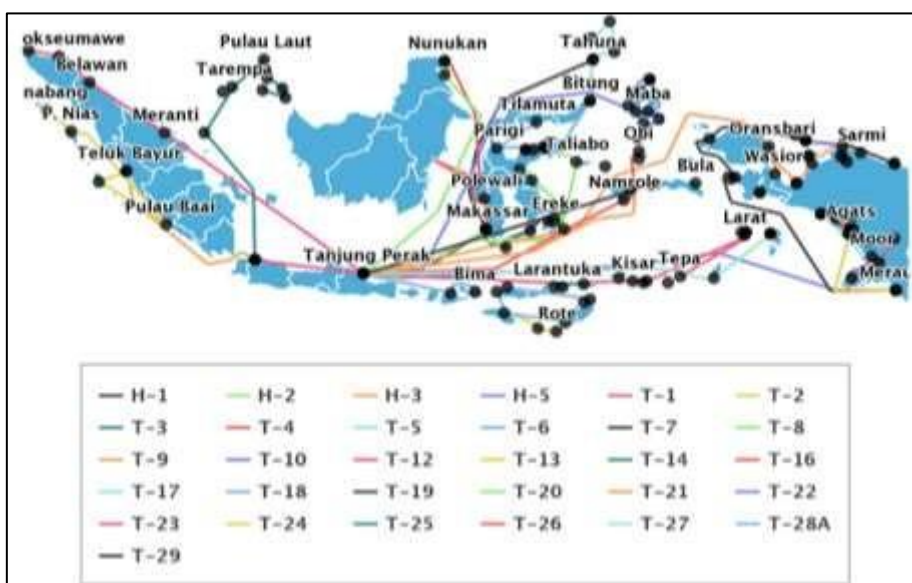 okseumawe
Pulau Laut
Nunukan
Tahuna
Belawan
Tarempa
Bitung
nabang
Tilamuta
Maba
P. Nias
Meranti
Parigi
Obi
Oransbari
Sarmi
Teluk Bayur
Taliabo
Bula
Wasior
Polewali
Namrole
Pulau Baai
Makassar
Ereke
Larat
Agats
Tanjung Perak
Moor
Bima
Larantuka
Kisar
Tepa
Merau
Rote
H-1 H-2 H-3 H-5 T-1 T-2
T-3 T-4 T-5 T-6 T-7 T-8
T-9 T-10 T-12 T-13 T-14 T-16
T-17 T-18 T-19 T-20 T-21 T-22
T-23 T-24 T-25 T-26 T-27 T-28A
T-29